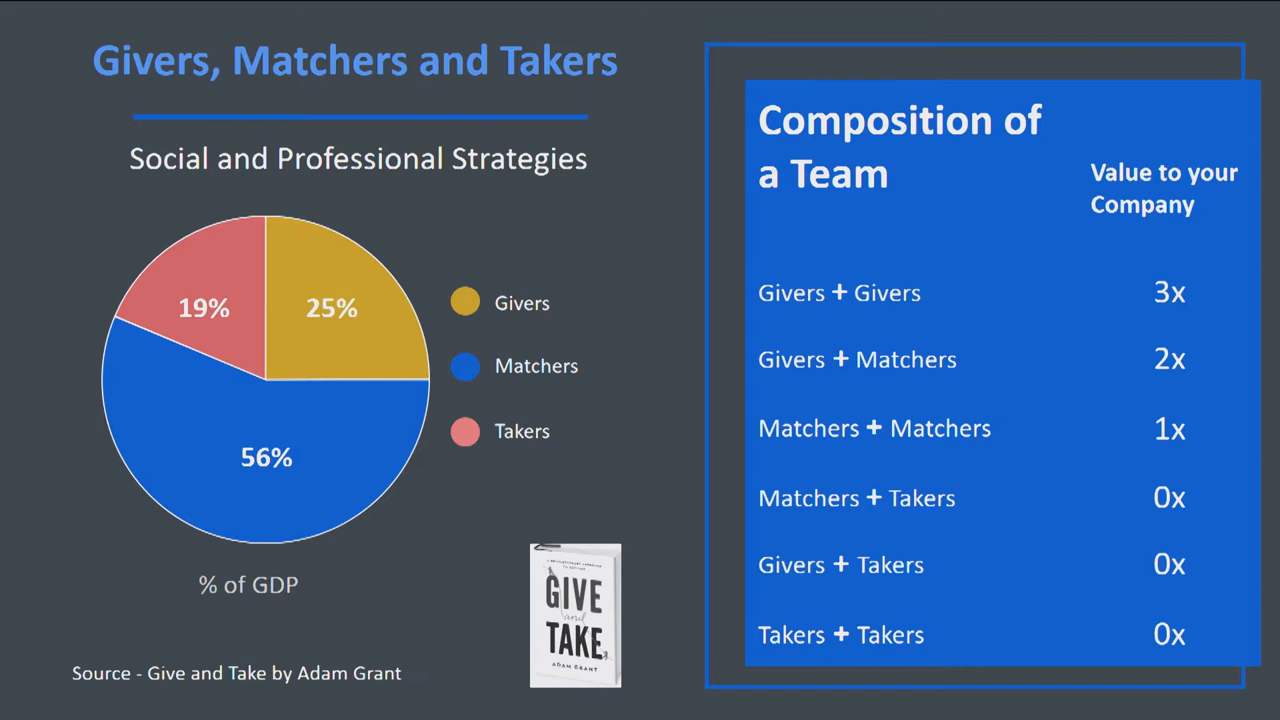 Givers, Matchers and Takers
Social and Professional Strategies
19%
25%
56%
Givers
Matchers
Takers
% of GDP
GIVE
and
TAKE
ADAM GRANT
Source - Give and Take by Adam Grant
Composition of
a Team
Value to your
Company
Givers + Givers 3x
Givers + Matchers 2x
Matchers + Matchers 1x
Matchers + Takers 0x
Givers + Takers 0x
Takers + Takers 0x